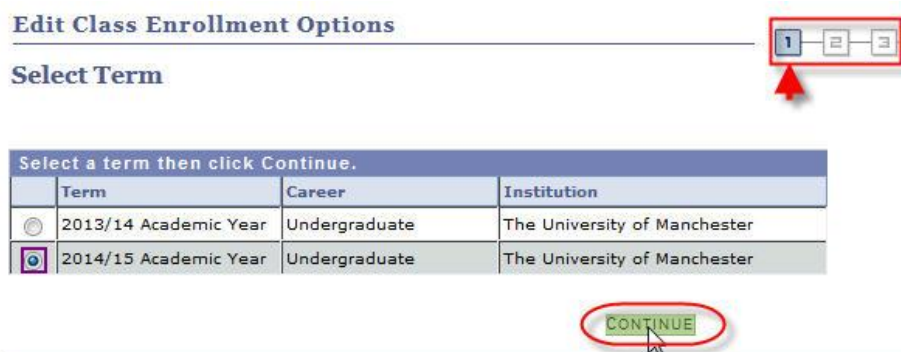 Edit Class Enrollment Options
1 2 3
Select Term
Select a term then click Continue.
Term Career Institution
2013/14 Academic Year Undergraduate The University of Manchester
2014/15 Academic Year Undergraduate The University of Manchester
CONTINUE